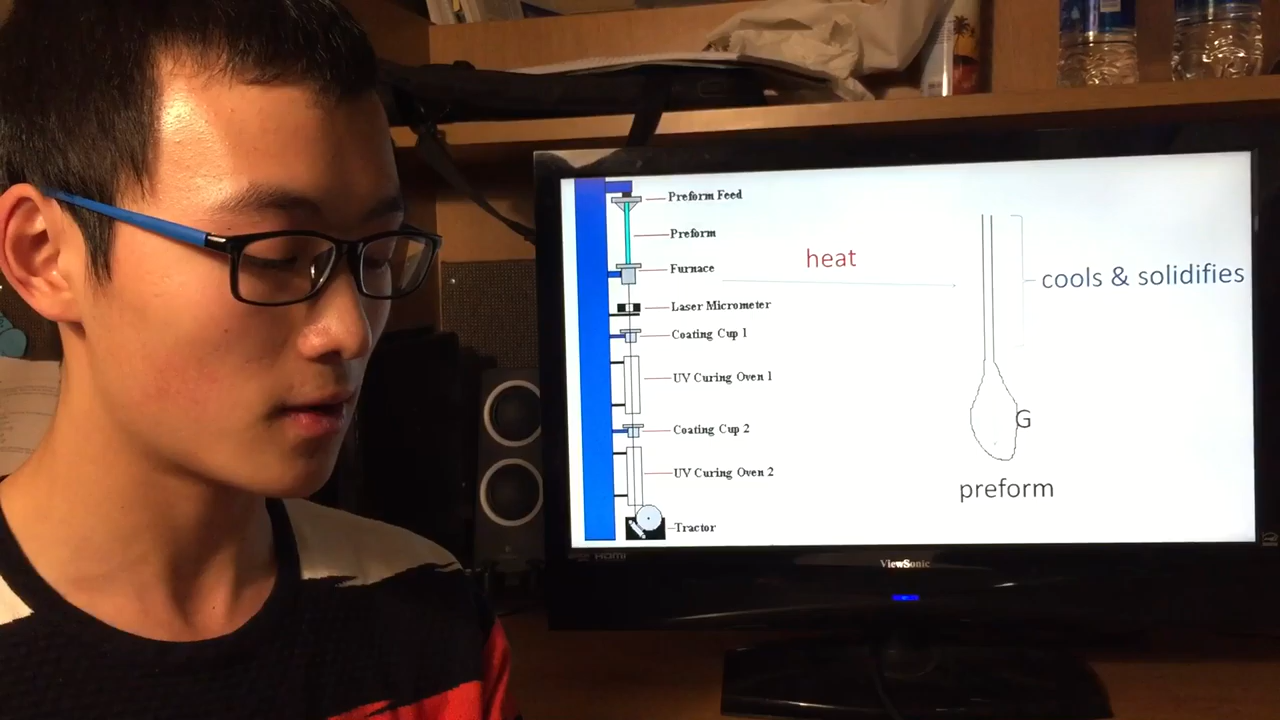 Preform Feed
Preform
Furnace
Laser Micrometer
Coating Cup 1
UV Curing Oven 1
Coating Cup 2
UV Curing Oven 2
Tractor
heat
cools & solidifies
G
preform
HDMI
ViewSonic